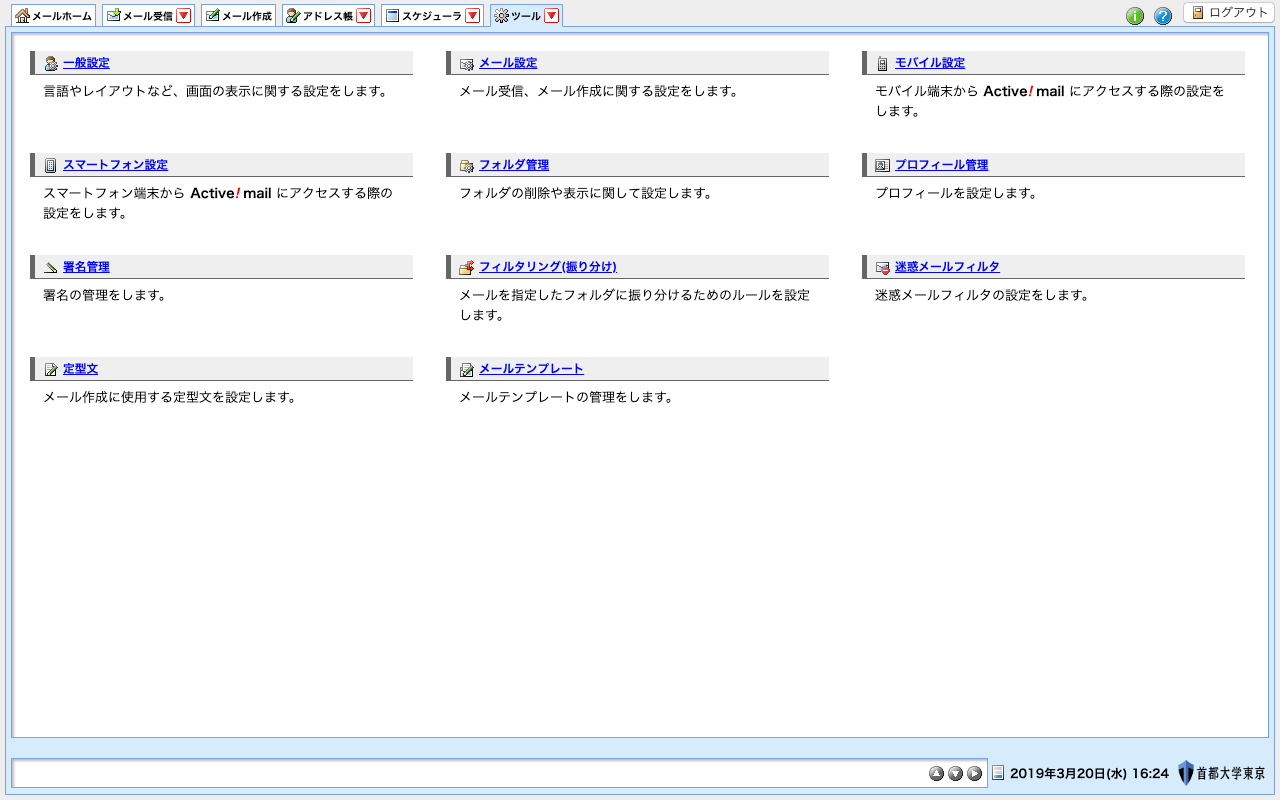 メールホーム メール受信 メール作成 アドレス帳 スケジューラ ツール ログアウト
一般設定
言語やレイアウトなど、画面の表示に関する設定をします。
メール設定
メール受信、メール作成に関する設定をします。
モバイル設定
モバイル端末から Active! mail にアクセスする際の設定を
します。
スマートフォン設定
スマートフォン端末から Active! mail にアクセスする際の
設定をします。
フォルダ管理
フォルダの削除や表示に関して設定します。
プロフィール管理
プロフィールを設定します。
署名管理
署名の管理をします。
フィルタリング(振り分け)
メールを指定したフォルダに振り分けるためのルールを設定
します。
迷惑メールフィルタ
迷惑メールフィルタの設定をします。
定型文
メール作成に使用する定型文を設定します。
メールテンプレート
メールテンプレートの管理をします。
2019年3月20日(水) 16:24 首都大学東京